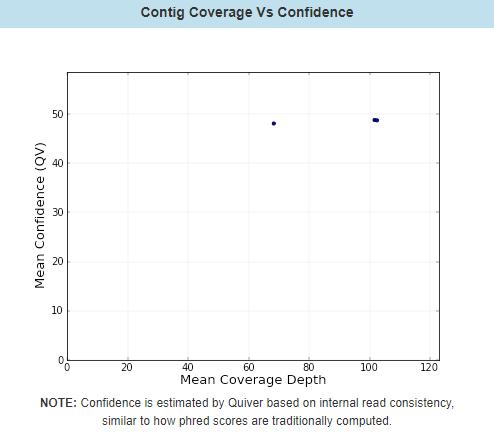 Contig Coverage Vs Confidence
Mean Confidence (QV)
50
40
30
20
10
0
0 20 40 60 80 100 120
Mean Coverage Depth
NOTE: Confidence is estimated by Quiver based on internal read consistency,
similar to how phred scores are traditionally computed.